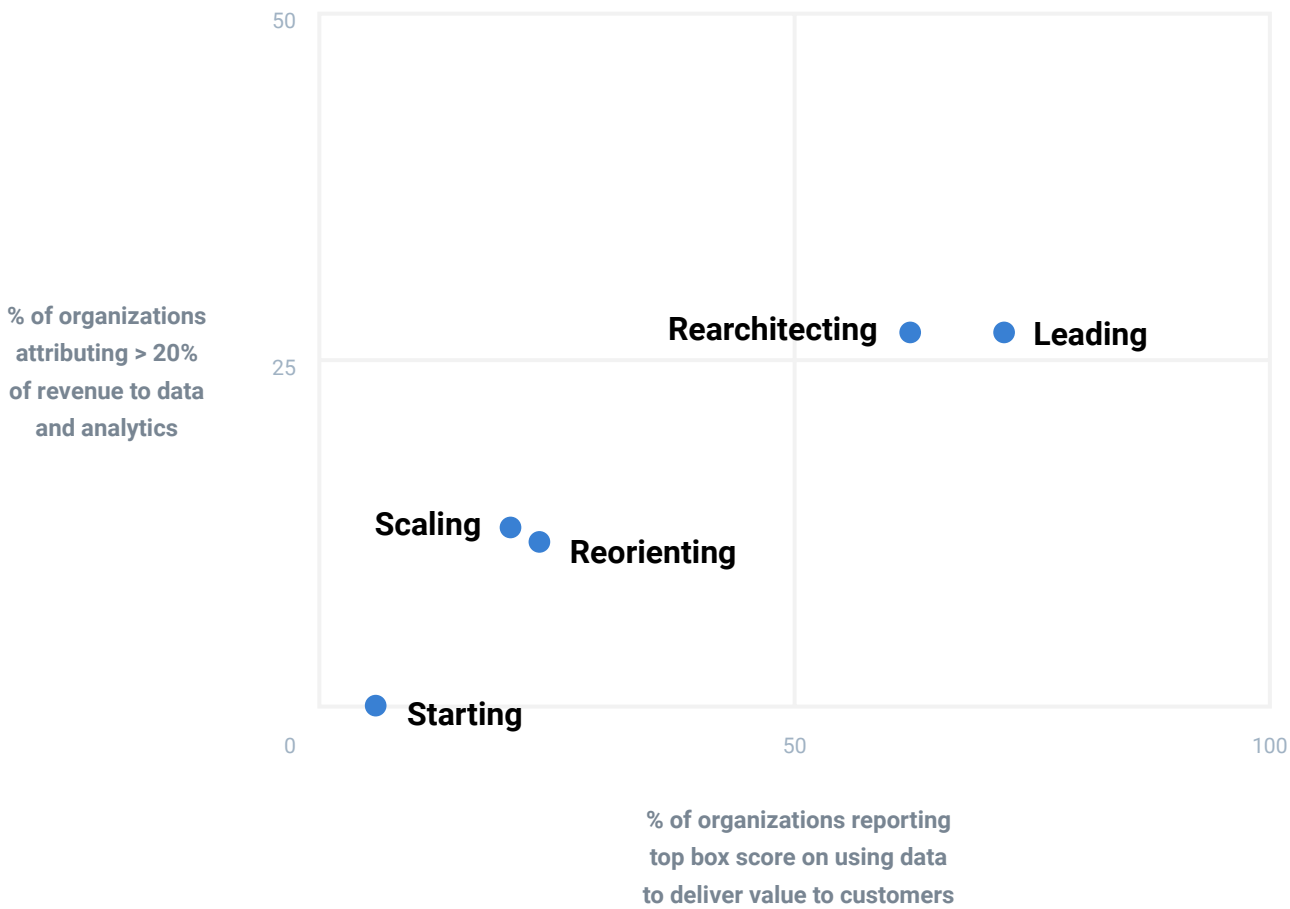 50
Rearchitecting
Leading
% of organizations
attributing > 20%
of revenue to data
and analytics
25
Scaling
Reorienting
Starting
0
50
100
% of organizations reporting
top box score on using data
to deliver value to customers